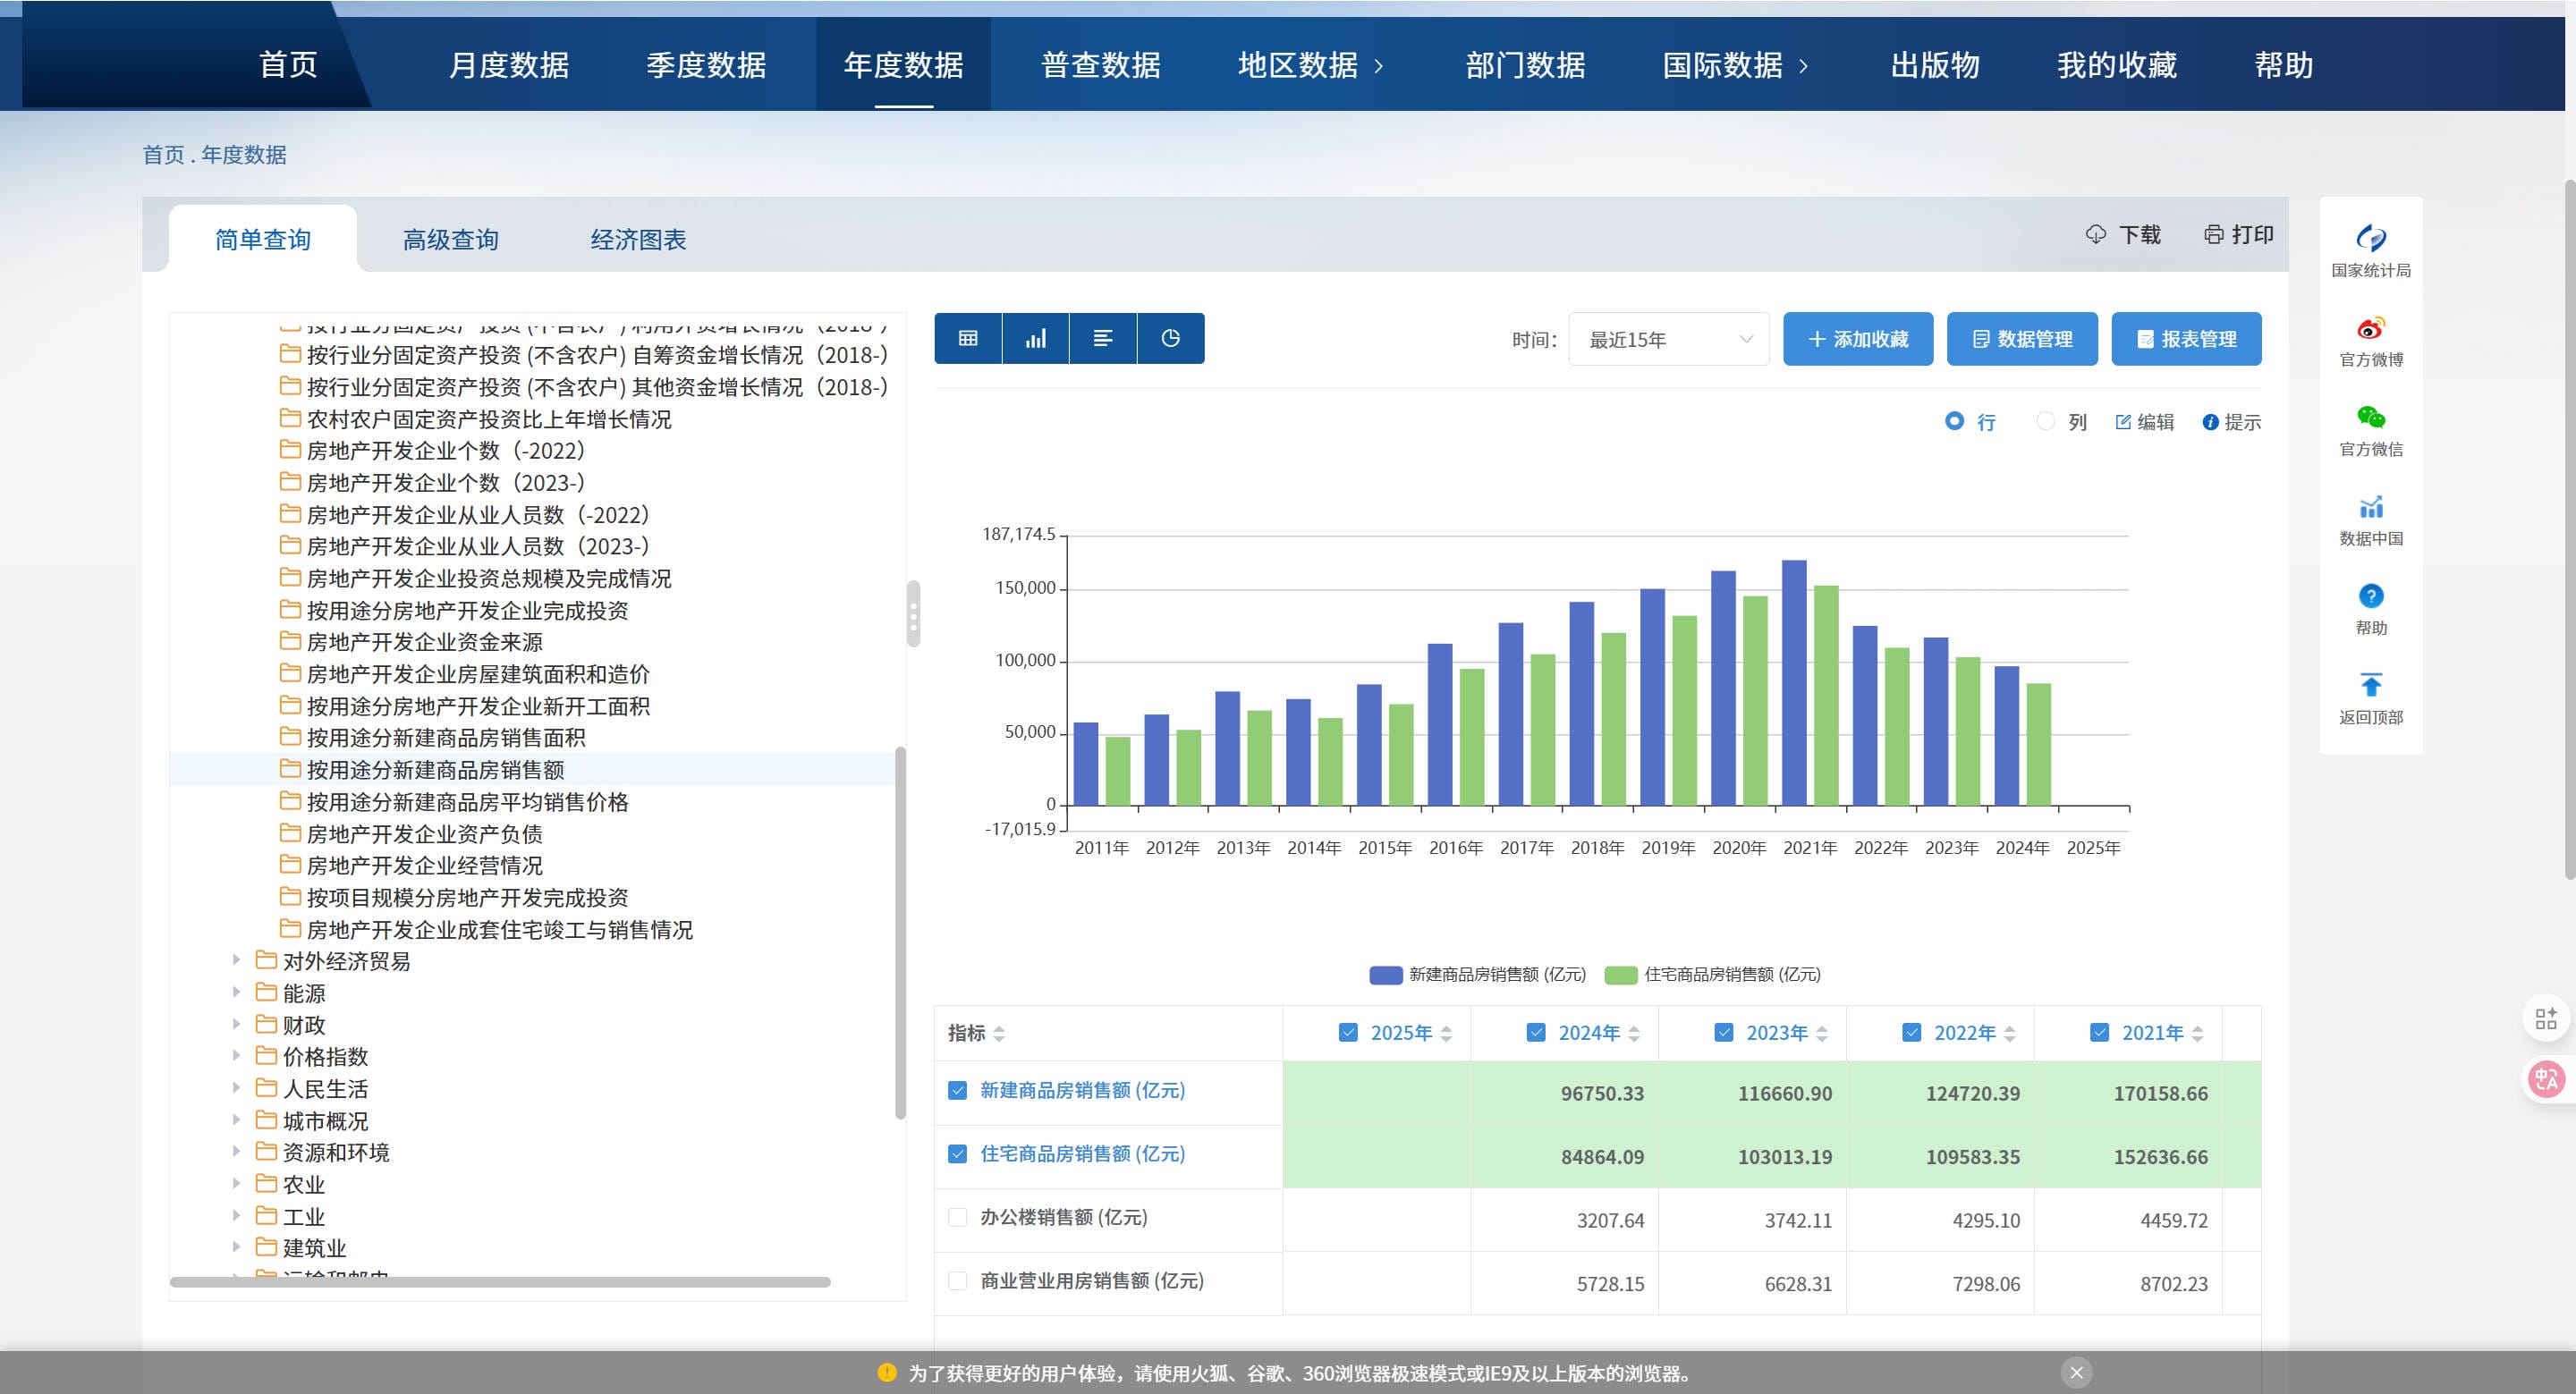 首页 月度数据 季度数据 年度数据 普查数据 地区数据 部门数据 国际数据 出版物 我的收藏 帮助
首页 . 年度数据
简单查询 高级查询 经济图表
下载 打印
按行业分固定资产投资 (不含农户) 利用外资增长情况（2018-）
按行业分固定资产投资 (不含农户) 自筹资金增长情况（2018-）
按行业分固定资产投资 (不含农户) 其他资金增长情况（2018-）
农村农户固定资产投资比上年增长情况
房地产开发企业个数（-2022）
房地产开发企业个数（2023-）
房地产开发企业从业人员数（-2022）
房地产开发企业从业人员数（2023-）
房地产开发企业投资总规模及完成情况
按用途分房地产开发企业完成投资
房地产开发企业资金来源
房地产开发企业房屋建筑面积和造价
按用途分房地产开发企业新开工面积
按用途分新建商品房销售面积
按用途分新建商品房销售额
按用途分新建商品房平均销售价格
房地产开发企业资产负债
房地产开发企业经营情况
按项目规模分房地产开发完成投资
房地产开发企业成套住宅竣工与销售情况
对外经济贸易
能源
财政
价格指数
人民生活
城市概况
资源和环境
农业
工业
建筑业
时间：
最近15年
添加收藏
数据管理
报表管理
行 列 编辑 提示
187,174.5
150,000
100,000
50,000
0
-17,015.9
2011年 2012年 2013年 2014年 2015年 2016年 2017年 2018年 2019年 2020年 2021年 2022年 2023年 2024年 2025年
新建商品房销售额 (亿元) 住宅商品房销售额 (亿元)
指标 2025年 2024年 2023年 2022年 2021年
新建商品房销售额 (亿元) 96750.33 116660.90 124720.39 170158.66
住宅商品房销售额 (亿元) 84864.09 103013.19 109583.35 152636.66
办公楼销售额 (亿元) 3207.64 3742.11 4295.10 4459.72
商业营业用房销售额 (亿元) 5728.15 6628.31 7298.06 8702.23
国家统计局
官方微博
官方微信
数据中国
帮助
返回顶部
为了获得更好的用户体验，请使用火狐、谷歌、360浏览器极速模式或IE9及以上版本的浏览器。